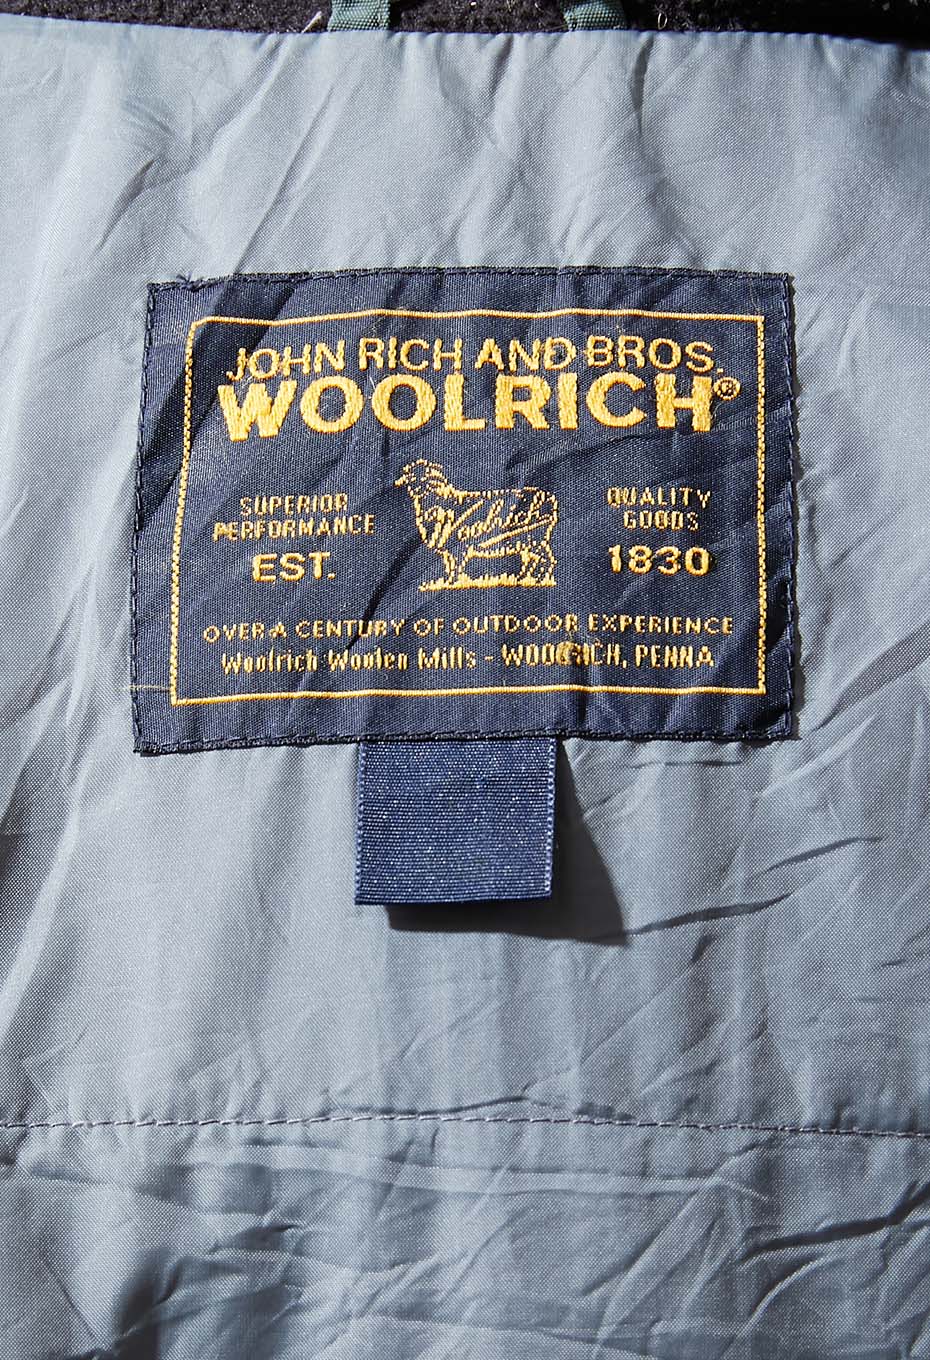 JOHN RICH AND BROS.
WOOLRICH®
SUPERIOR
PERFORMANCE
EST.
Woolrich
QUALITY
GOODS
1830
OVER A CENTURY OF OUTDOOR EXPERIENCE
Woolrich Woolen Mills - WOOLRICH, PENNA